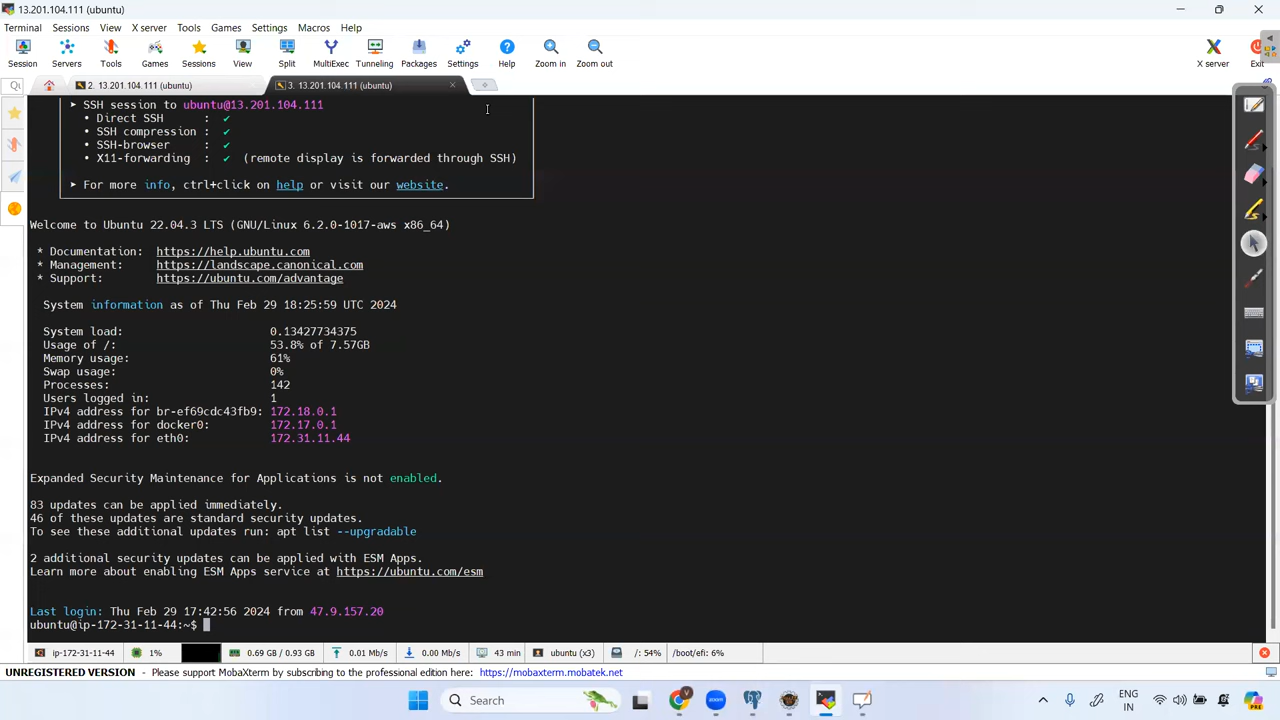 13.201.104.111 (ubuntu)
Terminal Sessions View X server Tools Games Settings Macros Help
Session Servers Tools Games Sessions View Split MultiExec Tunneling Packages Settings Help Zoom in Zoom out X server Exit
2. 13.201.104.111 (ubuntu) 3. 13.201.104.111 (ubuntu)
➤ SSH session to ubuntu@13.201.104.111
• Direct SSH : ✔
• SSH compression : ✔
• SSH-browser : ✔
• X11-forwarding : ✔ (remote display is forwarded through SSH)
➤ For more info, ctrl+click on help or visit our website.
Welcome to Ubuntu 22.04.3 LTS (GNU/Linux 6.2.0-1017-aws x86_64)
* Documentation: https://help.ubuntu.com
* Management: https://landscape.canonical.com
* Support: https://ubuntu.com/advantage
System information as of Thu Feb 29 18:25:59 UTC 2024
System load: 0.13427734375
Usage of /: 53.8% of 7.57GB
Memory usage: 61%
Swap usage: 0%
Processes: 142
Users logged in: 1
IPv4 address for br-ef69cdc43fb9: 172.18.0.1
IPv4 address for docker0: 172.17.0.1
IPv4 address for eth0: 172.31.11.44
Expanded Security Maintenance for Applications is not enabled.
83 updates can be applied immediately.
46 of these updates are standard security updates.
To see these additional updates run: apt list --upgradable
2 additional security updates can be applied with ESM Apps.
Learn more about enabling ESM Apps service at https://ubuntu.com/esm
Last login: Thu Feb 29 17:42:56 2024 from 47.9.157.20
ubuntu@ip-172-31-11-44:~$
ip-172-31-11-44 1% 0.69 GB / 0.93 GB 0.01 Mb/s 0.00 Mb/s 43 min ubuntu (x3) /: 54% /boot/efi: 6%
UNREGISTERED VERSION - Please support MobaXterm by subscribing to the professional edition here: https://mobaxterm.mobatek.net
Search zoom ENG
IN